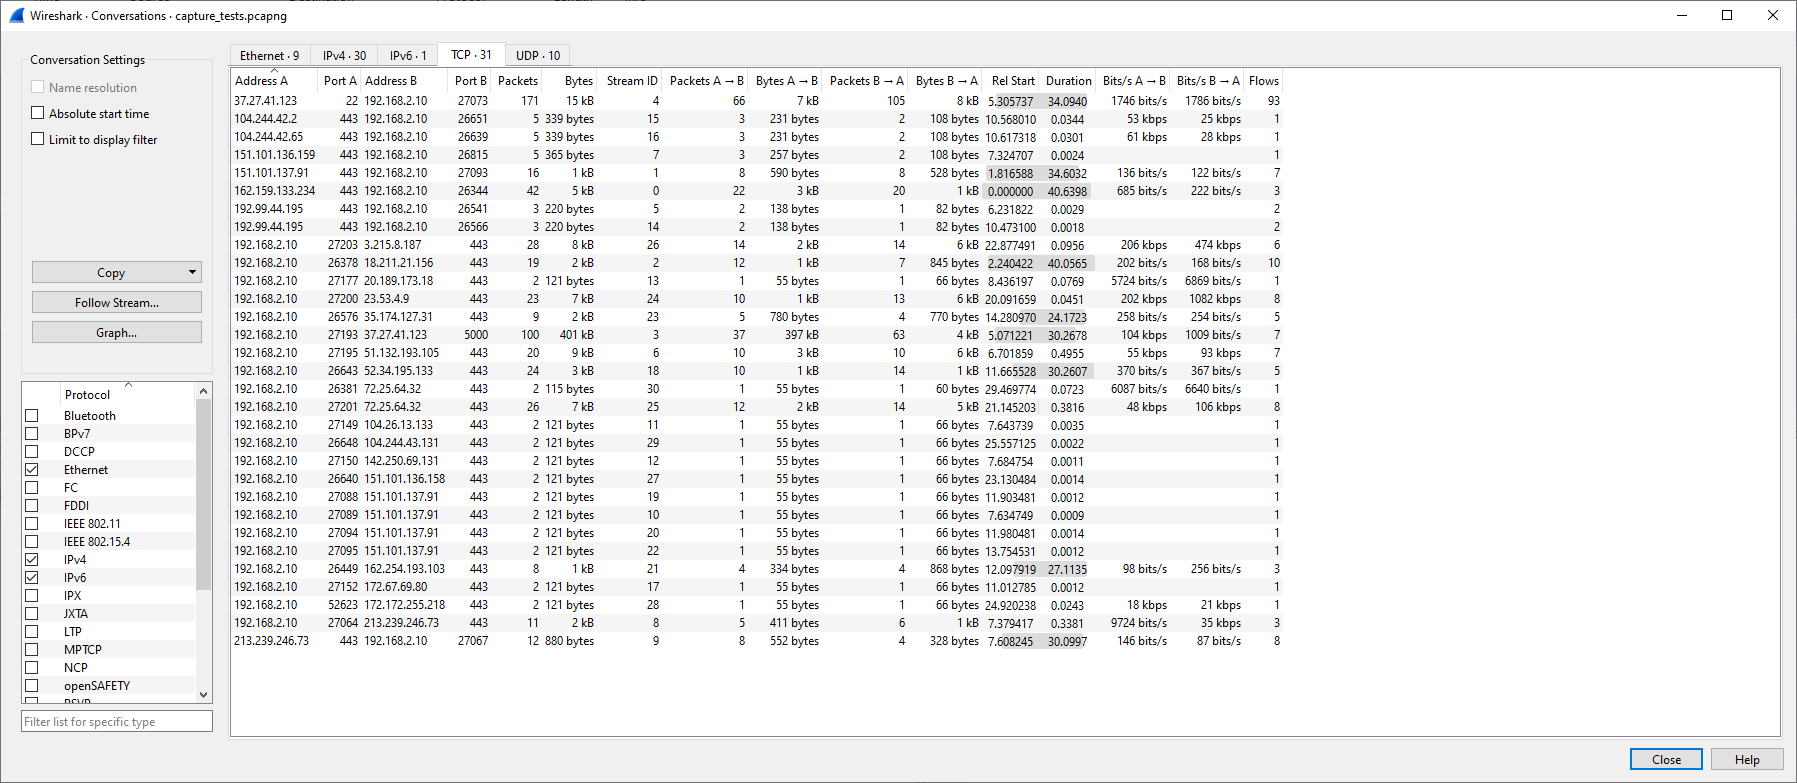 Wireshark · Conversations · capture_tests.pcapng
Conversation Settings
Name resolution
Absolute start time
Limit to display filter
Copy
Follow Stream...
Graph...
Protocol
Bluetooth
BPv7
DCCP
Ethernet
FC
FDDI
IEEE 802.11
IEEE 802.15.4
IPv4
IPv6
IPX
JXTA
LTP
MPTCP
NCP
openSAFETY
RSVP
Filter list for specific type
Ethernet · 9 IPv4 · 30 IPv6 · 1 TCP · 31 UDP · 10
Address A Port A Address B Port B Packets Bytes Stream ID Packets A → B Bytes A → B Packets B → A Bytes B → A Rel Start Duration Bits/s A → B Bits/s B → A Flows
37.27.41.123 22 192.168.2.10 27073 171 15 kB 4 66 7 kB 105 8 kB 5.305737 34.0940 1746 bits/s 1786 bits/s 93
104.244.42.2 443 192.168.2.10 26651 5 339 bytes 15 3 231 bytes 2 108 bytes 10.568010 0.0344 53 kbps 25 kbps 1
104.244.42.65 443 192.168.2.10 26639 5 339 bytes 16 3 231 bytes 2 108 bytes 10.617318 0.0301 61 kbps 28 kbps 1
151.101.136.159 443 192.168.2.10 26815 5 365 bytes 7 3 257 bytes 2 108 bytes 7.324707 0.0024 1
151.101.137.91 443 192.168.2.10 27093 16 1 kB 1 8 590 bytes 8 528 bytes 1.816588 34.6032 136 bits/s 122 bits/s 7
162.159.133.234 443 192.168.2.10 26344 42 5 kB 0 22 3 kB 20 1 kB 0.000000 40.6398 685 bits/s 222 bits/s 3
192.99.44.195 443 192.168.2.10 26541 3 220 bytes 5 2 138 bytes 1 82 bytes 6.231822 0.0029 2
192.99.44.195 443 192.168.2.10 26566 3 220 bytes 14 2 138 bytes 1 82 bytes 10.473100 0.0018 2
192.168.2.10 27203 3.215.8.187 443 28 8 kB 26 14 2 kB 14 6 kB 22.877491 0.0956 206 kbps 474 kbps 6
192.168.2.10 26378 18.211.21.156 443 19 2 kB 2 12 1 kB 7 845 bytes 2.240422 40.0565 202 bits/s 168 bits/s 10
192.168.2.10 27177 20.189.173.18 443 2 121 bytes 13 1 55 bytes 1 66 bytes 8.436197 0.0769 5724 bits/s 6869 bits/s 1
192.168.2.10 27200 23.53.4.9 443 23 7 kB 24 10 1 kB 13 6 kB 20.091659 0.0451 202 kbps 1082 kbps 8
192.168.2.10 26576 35.174.127.31 443 9 2 kB 23 5 780 bytes 4 770 bytes 14.280970 24.1723 258 bits/s 254 bits/s 5
192.168.2.10 27193 37.27.41.123 5000 100 401 kB 3 37 397 kB 63 4 kB 5.071221 30.2678 104 kbps 1009 bits/s 7
192.168.2.10 27195 51.132.193.105 443 20 9 kB 6 10 3 kB 10 6 kB 6.701859 0.4955 55 kbps 93 kbps 7
192.168.2.10 26643 52.34.195.133 443 24 3 kB 18 10 1 kB 14 1 kB 11.665528 30.2607 370 bits/s 367 bits/s 5
192.168.2.10 26381 72.25.64.32 443 2 115 bytes 30 1 55 bytes 1 60 bytes 29.469774 0.0723 6087 bits/s 6640 bits/s 1
192.168.2.10 27201 72.25.64.32 443 26 7 kB 25 12 2 kB 14 5 kB 21.145203 0.3816 48 kbps 106 kbps 8
192.168.2.10 27149 104.26.13.133 443 2 121 bytes 11 1 55 bytes 1 66 bytes 7.643739 0.0035 1
192.168.2.10 26648 104.244.43.131 443 2 121 bytes 29 1 55 bytes 1 66 bytes 25.557125 0.0022 1
192.168.2.10 27150 142.250.69.131 443 2 121 bytes 12 1 55 bytes 1 66 bytes 7.684754 0.0011 1
192.168.2.10 26640 151.101.136.158 443 2 121 bytes 27 1 55 bytes 1 66 bytes 23.130484 0.0014 1
192.168.2.10 27088 151.101.137.91 443 2 121 bytes 19 1 55 bytes 1 66 bytes 11.903481 0.0012 1
192.168.2.10 27089 151.101.137.91 443 2 121 bytes 10 1 55 bytes 1 66 bytes 7.634749 0.0009 1
192.168.2.10 27094 151.101.137.91 443 2 121 bytes 20 1 55 bytes 1 66 bytes 11.980481 0.0014 1
192.168.2.10 27095 151.101.137.91 443 2 121 bytes 22 1 55 bytes 1 66 bytes 13.754531 0.0012 1
192.168.2.10 26449 162.254.193.103 443 8 1 kB 21 4 334 bytes 4 868 bytes 12.097919 27.1135 98 bits/s 256 bits/s 3
192.168.2.10 27152 172.67.69.80 443 2 121 bytes 17 1 55 bytes 1 66 bytes 11.012785 0.0012 1
192.168.2.10 52623 172.172.255.218 443 2 121 bytes 28 1 55 bytes 1 66 bytes 24.920238 0.0243 18 kbps 21 kbps 1
192.168.2.10 27064 213.239.246.73 443 11 2 kB 8 5 411 bytes 6 1 kB 7.379417 0.3381 9724 bits/s 35 kbps 3
213.239.246.73 443 192.168.2.10 27067 12 880 bytes 9 8 552 bytes 4 328 bytes 7.608245 30.0997 146 bits/s 87 bits/s 8
Close
Help